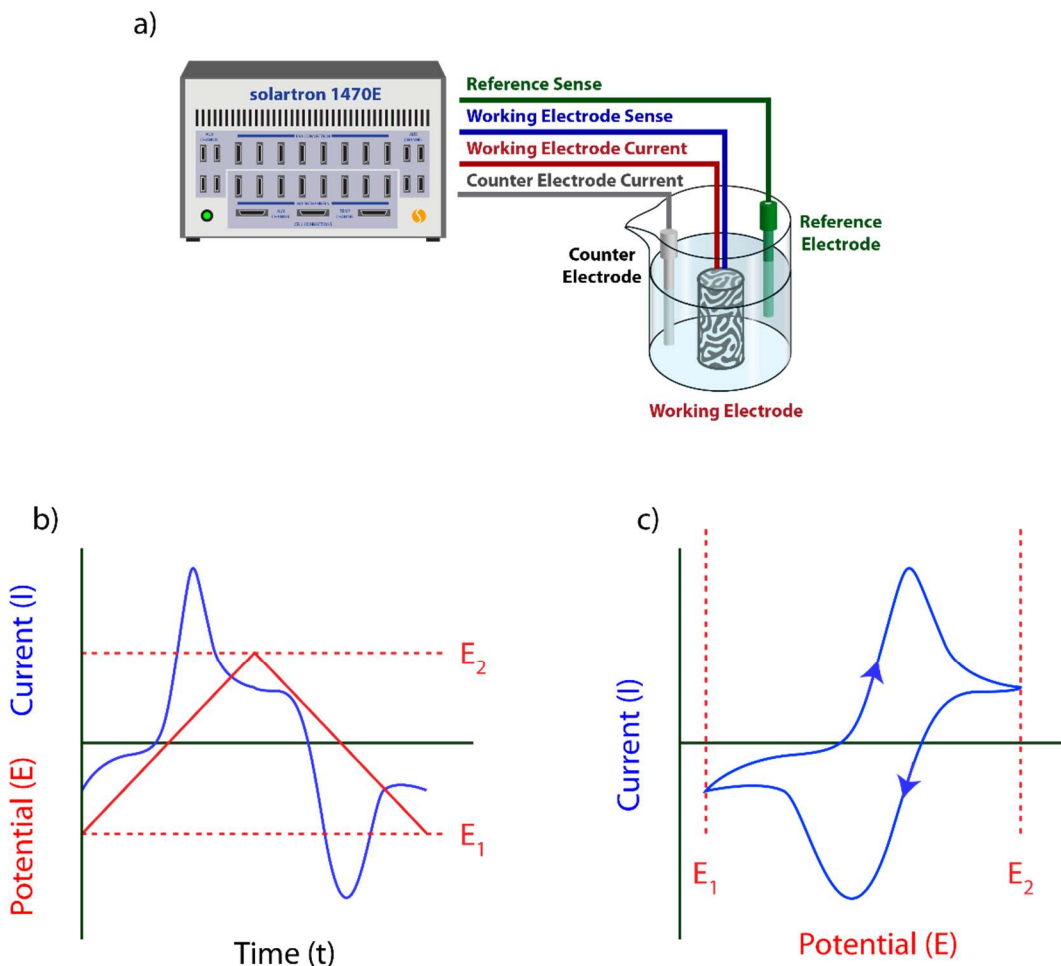 a)
solartron 1470E
Reference Sense
Working Electrode Sense
Working Electrode Current
Counter Electrode Current
Reference
Electrode
Counter
Electrode
Working Electrode
b)
Current (I)
Potential (E)
E₂
E₁
Time (t)
c)
Current (I)
E₁
E₂
Potential (E)